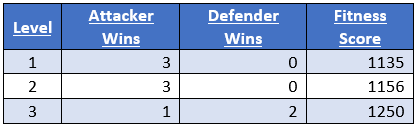 Level Attacker Wins Defender Wins Fitness Score
1 3 0 1135
2 3 0 1156
3 1 2 1250